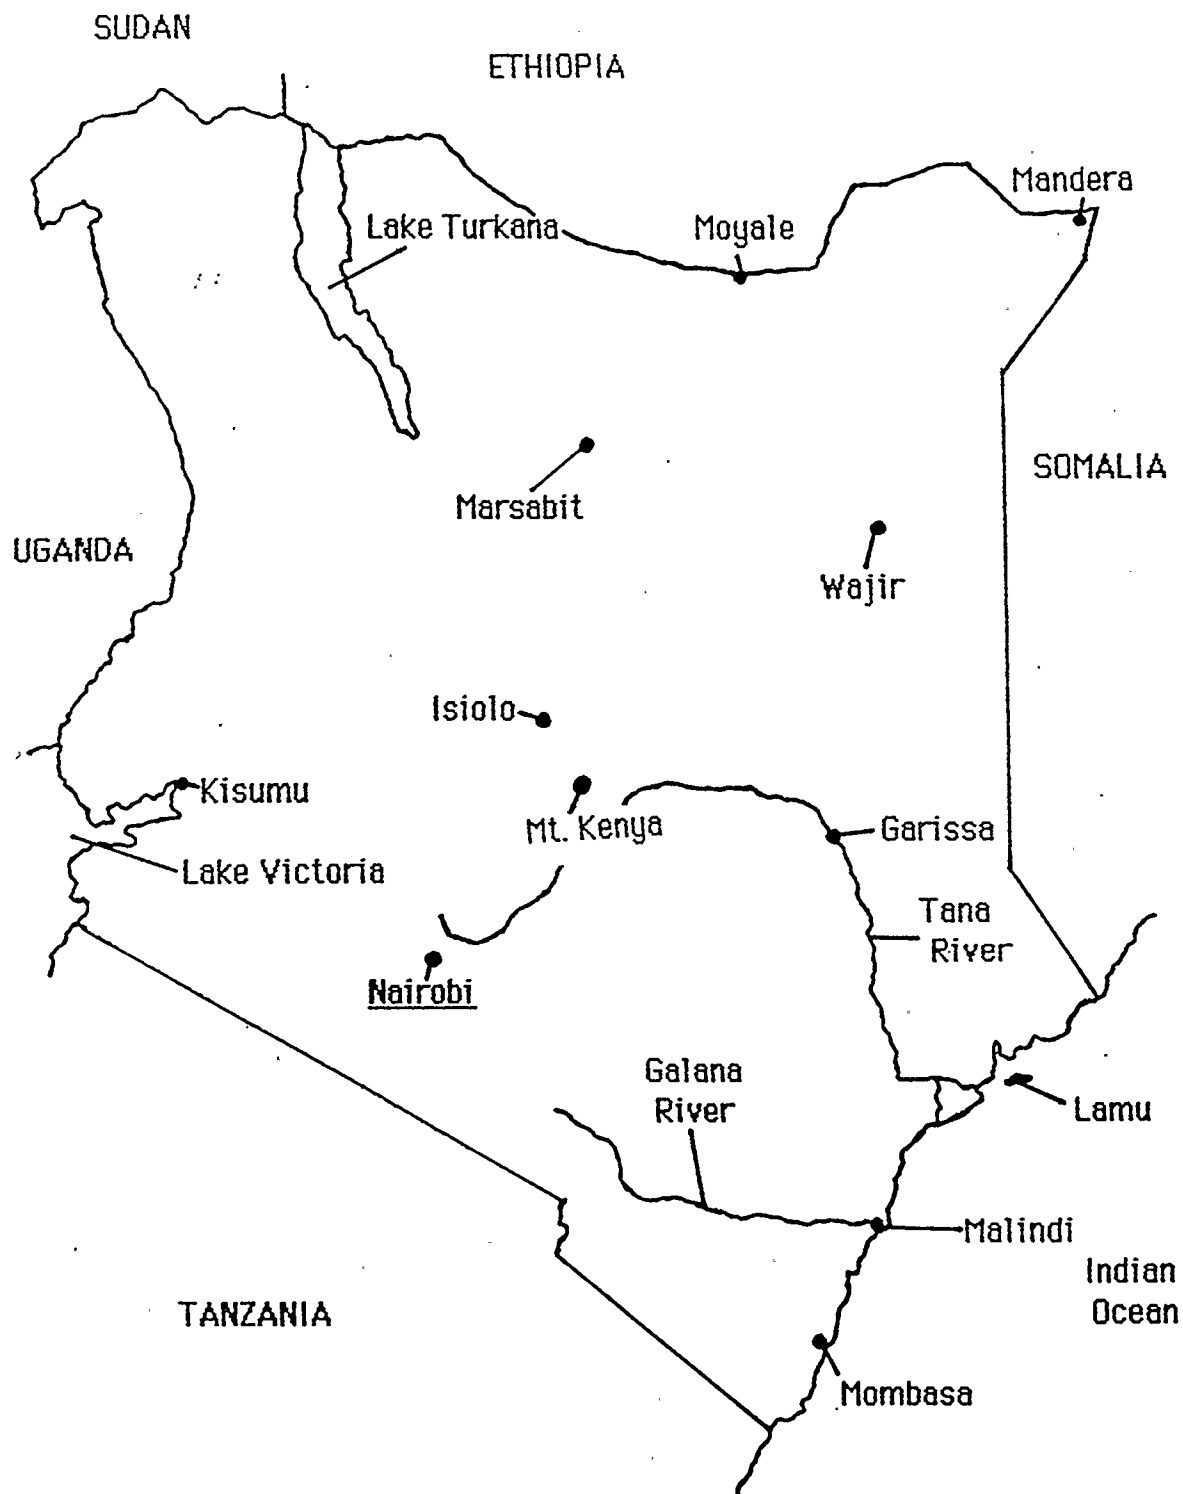 SUDAN
ETHIOPIA
Mandera
Lake Turkana
Moyale
SOMALIA
Marsabit
UGANDA
Wajir
Isiolo
Kisumu
Mt. Kenya
Garissa
Lake Victoria
Tana
River
Nairobi
Galana
River
Lamu
Malindi
Indian
Ocean
TANZANIA
Mombasa